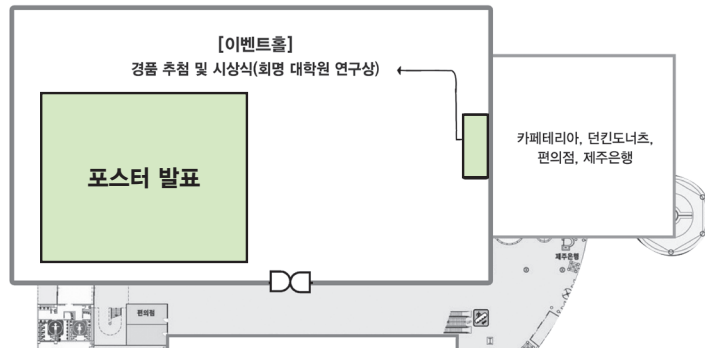 [이벤트홀]
경품 추첨 및 시상식(회명 대학원 연구상)
포스터 발표
카페테리아, 던킨도너츠,
편의점, 제주은행
제주은행
편의점